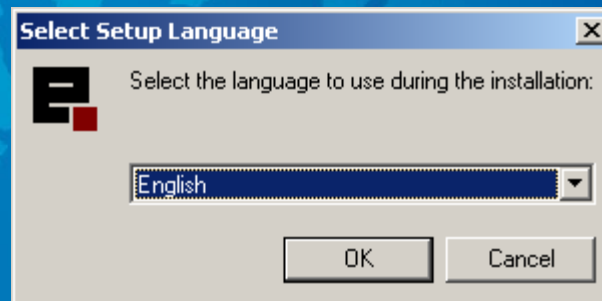 Select Setup Language
e.
Select the language to use during the installation:
English
OK
Cancel